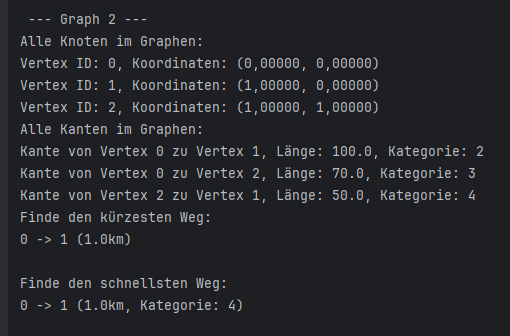 --- Graph 2 ---
Alle Knoten im Graphen:
Vertex ID: 0, Koordinaten: (0,00000, 0,00000)
Vertex ID: 1, Koordinaten: (1,00000, 0,00000)
Vertex ID: 2, Koordinaten: (1,00000, 1,00000)
Alle Kanten im Graphen:
Kante von Vertex 0 zu Vertex 1, Länge: 100.0, Kategorie: 2
Kante von Vertex 0 zu Vertex 2, Länge: 70.0, Kategorie: 3
Kante von Vertex 2 zu Vertex 1, Länge: 50.0, Kategorie: 4
Finde den kürzesten Weg:
0 -> 1 (1.0km)
Finde den schnellsten Weg:
0 -> 1 (1.0km, Kategorie: 4)